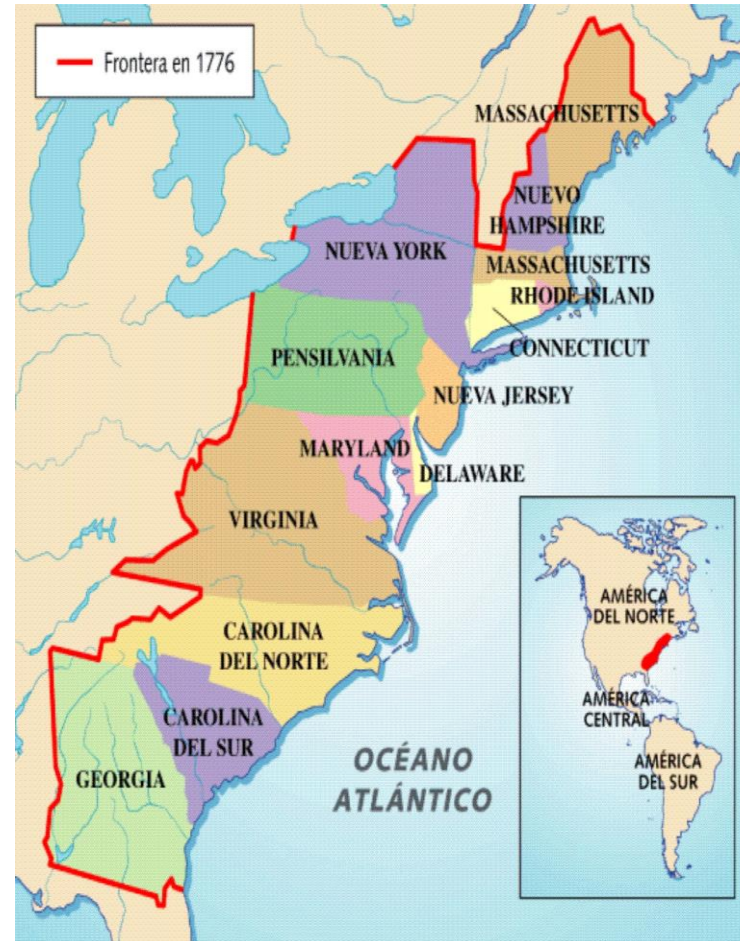 Frontera en 1776
MASSACHUSETTS
NUEVO
HAMPSHIRE
NUEVA YORK
MASSACHUSETTS
RHODE ISLAND
CONNECTICUT
PENSILVANIA
NUEVA JERSEY
MARYLAND
DELAWARE
VIRGINIA
CAROLINA
DEL NORTE
CAROLINA
DEL SUR
GEORGIA
OCÉANO
ATLÁNTICO
AMÉRICA
DEL NORTE
AMÉRICA
CENTRAL
AMÉRICA
DEL SUR